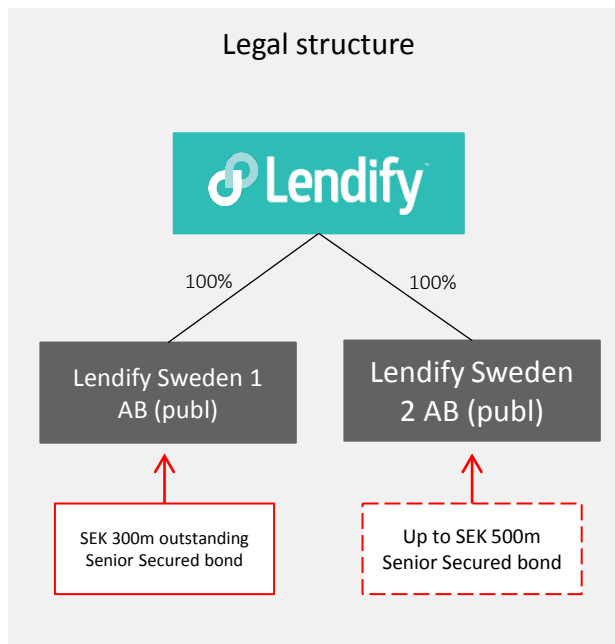 Legal structure
Lendify™
100%
100%
Lendify Sweden 1
AB (publ)
Lendify Sweden
2 AB (publ)
SEK 300m outstanding
Senior Secured bond
Up to SEK 500m
Senior Secured bond